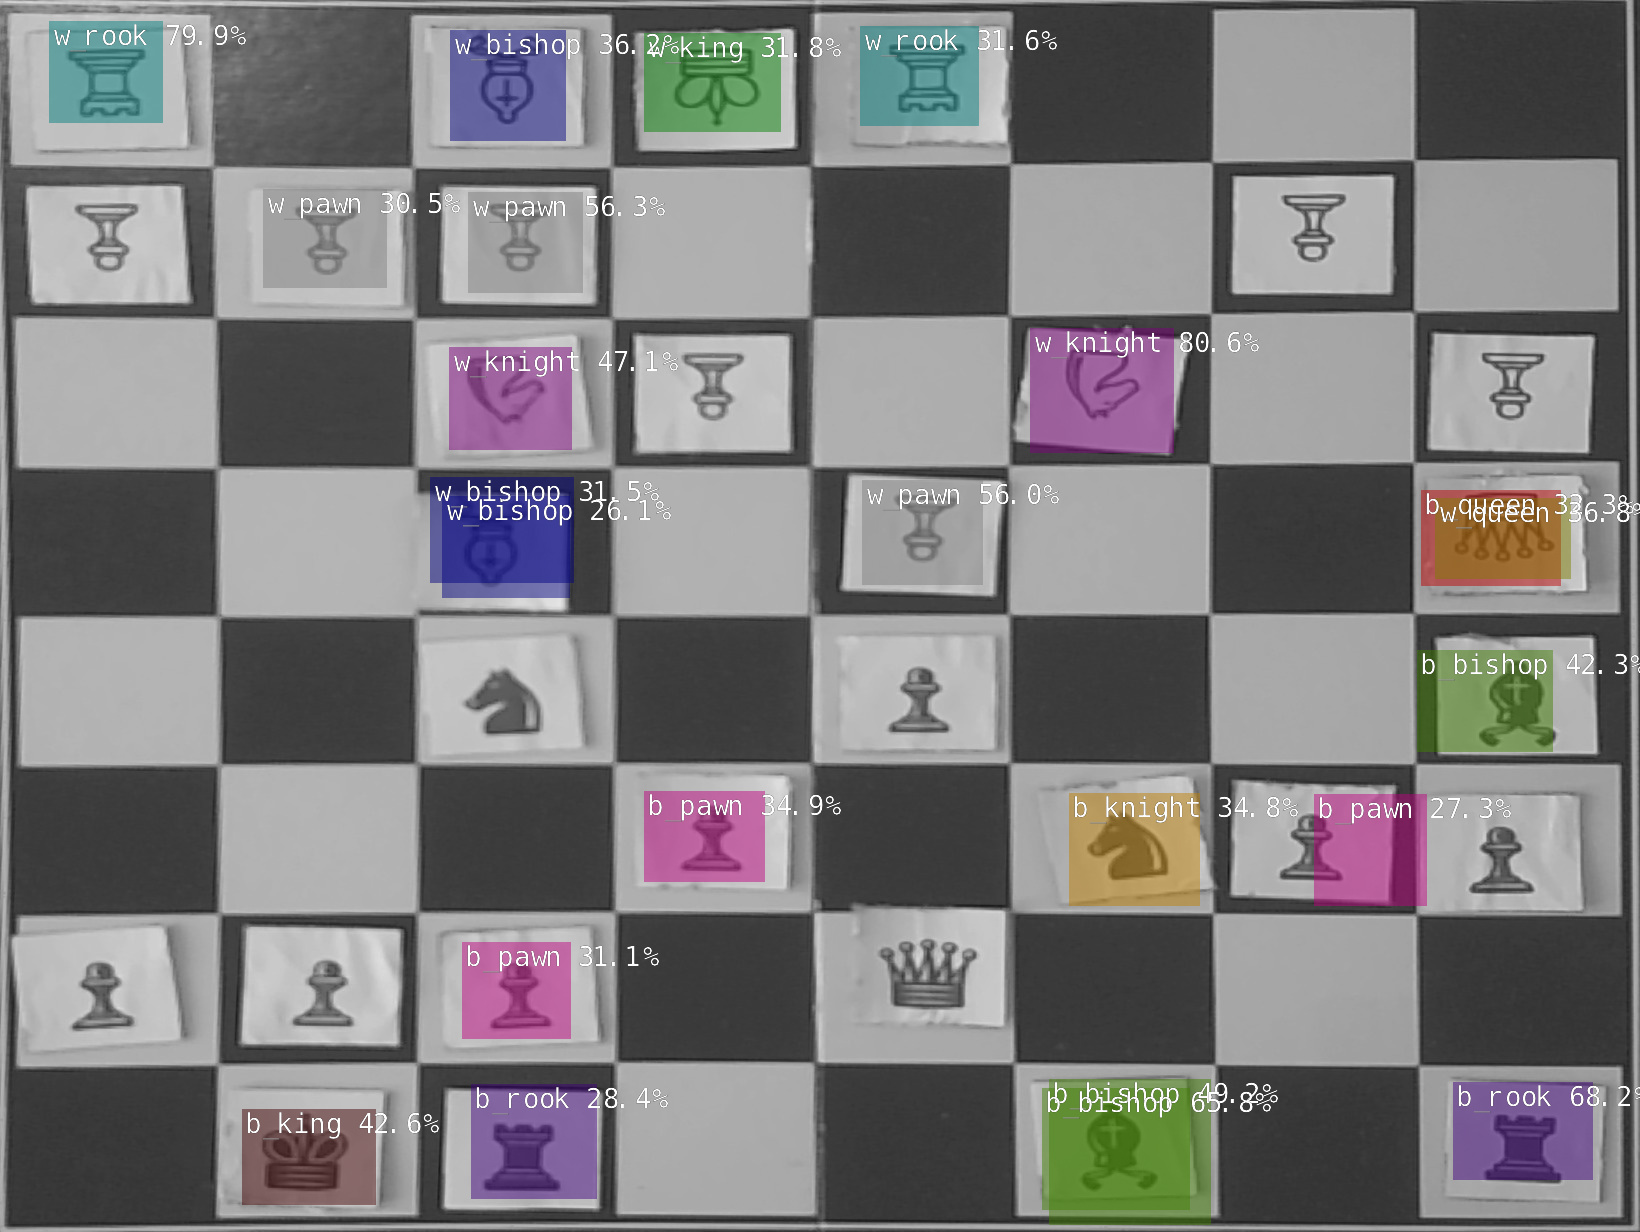 w_rook 79.9%
w_bishop 36.2%
w_king 31.8%
w_rook 31.6%
w_pawn 30.5%
w_pawn 56.3%
w_knight 47.1%
w_knight 80.6%
w_bishop 31.5%
w_bishop 26.1%
w_pawn 56.0%
b_queen 32.3%
w_queen 36.8%
b_bishop 42.3%
b_pawn 34.9%
b_knight 34.8%
b_pawn 27.3%
b_pawn 31.1%
b_king 42.6%
b_rook 28.4%
b_bishop 49.2%
b_bishop 65.8%
b_rook 68.2%